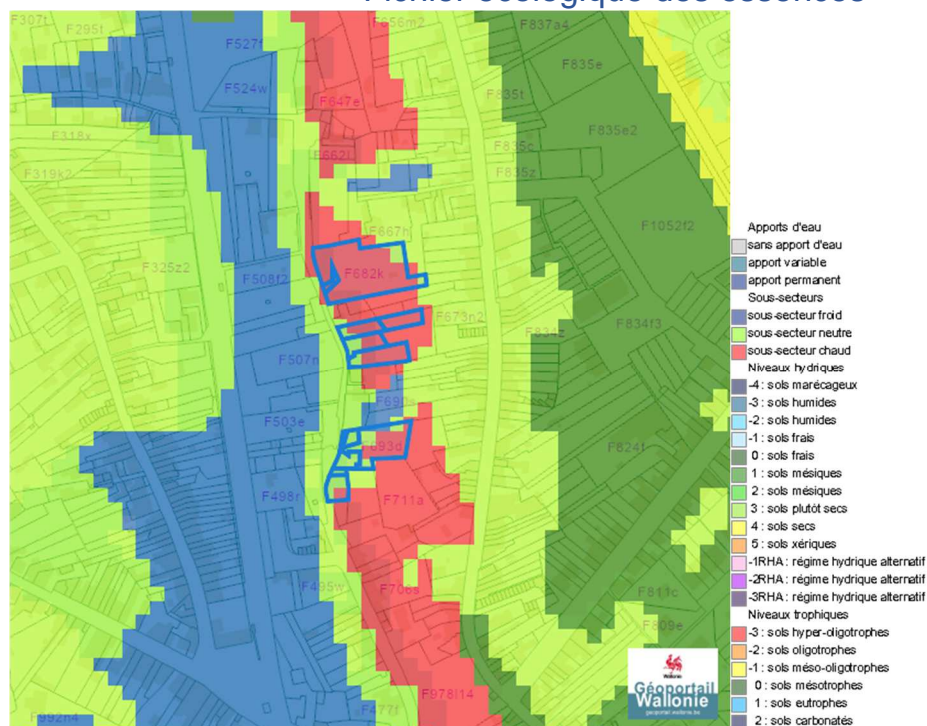 Fichier écologique des essences
F307t
F295t
F527f
F524w
F656m2
F647e
F662f
F837a4
F835e
F835t
F835e2
F835c
F835z
F318x
F319k2
F325z2
F508f2
F667h
F682k
F1052f2
F673n2
F834z
F834f3
F507n
F503e
F693d
F498r
F711a
F824f
F495w
F706s
F811c
F809e
F992n4
F477f
F978l14
Wallonie
Géoportail
Wallonie
geoportail.wallonie.be
Apports d'eau
sans apport d'eau
apport variable
apport permanent
Sous-secteurs
sous-secteur froid
sous-secteur neutre
sous-secteur chaud
Niveaux hydriques
-4 : sols marécageux
-3 : sols humides
-2 : sols humides
-1 : sols frais
0 : sols frais
1 : sols mésiques
2 : sols mésiques
3 : sols plutôt secs
4 : sols secs
5 : sols xériques
-1RHA : régime hydrique alternatif
-2RHA : régime hydrique alternatif
-3RHA : régime hydrique alternatif
Niveaux trophiques
-3 : sols hyper-oligotrophes
-2 : sols oligotrophes
-1 : sols méso-oligotrophes
0 : sols mésotrophes
1 : sols eutrophes
2 : sols carbonatés